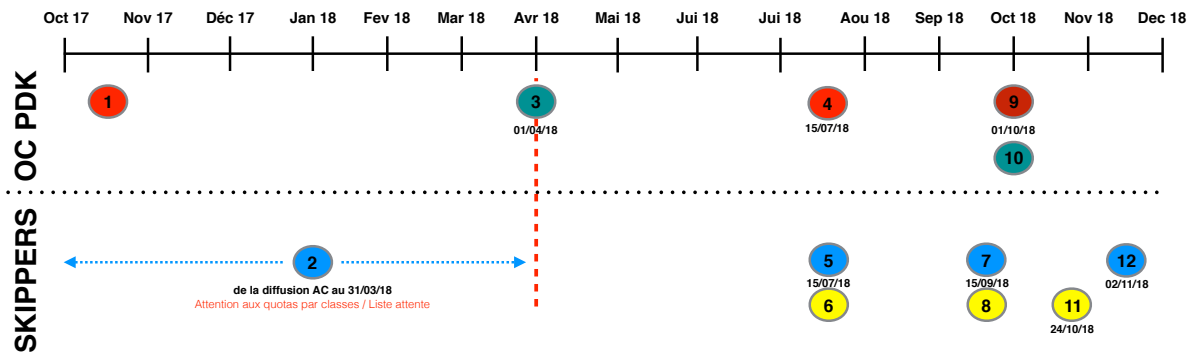 Oct 17 Nov 17 Déc 17 Jan 18 Fev 18 Mar 18 Avr 18 Mai 18 Jui 18 Jui 18 Aou 18 Sep 18 Oct 18 Nov 18 Dec 18
OC PDK
1 3 4 9
01/04/18 15/07/18 01/10/18
10
SKIPPERS
2 5 7 12
15/07/18 15/09/18 02/11/18
de la diffusion AC au 31/03/18
Attention aux quotas par classes / Liste attente
6 8 11
24/10/18